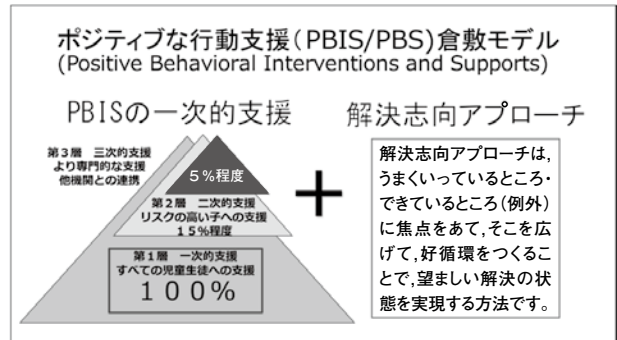 ポジティブな行動支援(PBIS/PBS)倉敷モデル
(Positive Behavioral Interventions and Supports)
PBISの一次的支援
解決志向アプローチ
第3層 三次的支援
より専門的な支援
他機関との連携
5%程度
第2層 二次的支援
リスクの高い子への支援
15%程度
第1層 一次的支援
すべての児童生徒への支援
100%
+
解決志向アプローチは,
うまくいっているところ・
できているところ(例外)
に焦点をあて,そこを広
げて,好循環をつくるこ
とで,望ましい解決の状
態を実現する方法です。